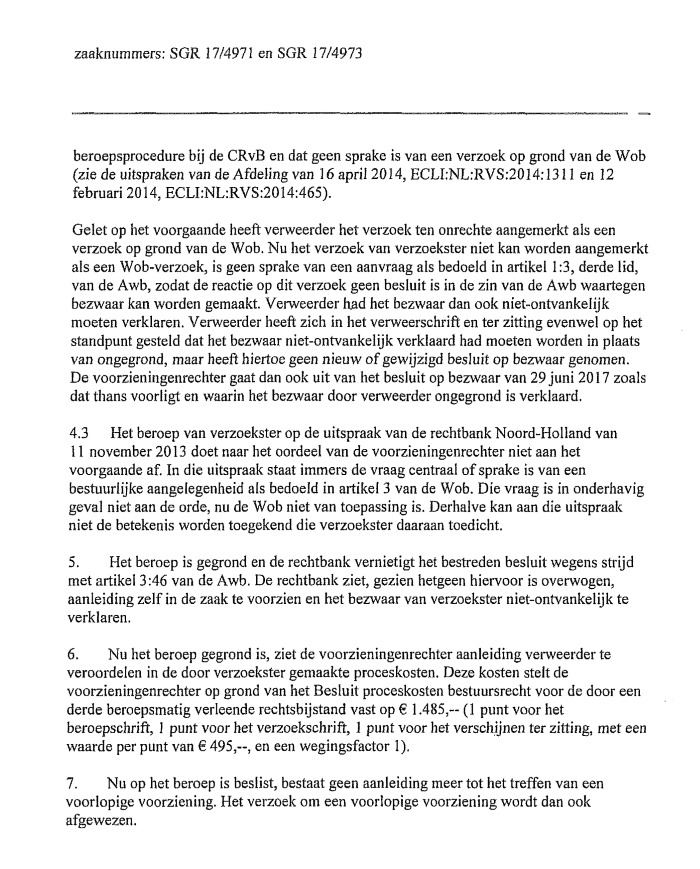 zaaknummers: SGR 17/4971 en SGR 17/4973
beroepsprocedure bij de CRvB en dat geen sprake is van een verzoek op grond van de Wob
(zie de uitspraken van de Afdeling van 16 april 2014, ECLI:NL:RVS:2014:1311 en 12
februari 2014, ECLI:NL:RVS:2014:465).
Gelet op het voorgaande heeft verweerder het verzoek ten onrechte aangemerkt als een
verzoek op grond van de Wob. Nu het verzoek van verzoekster niet kan worden aangemerkt
als een Wob-verzoek, is geen sprake van een aanvraag als bedoeld in artikel 1:3, derde lid,
van de Awb, zodat de reactie op dit verzoek geen besluit is in de zin van de Awb waartegen
bezwaar kan worden gemaakt. Verweerder had het bezwaar dan ook niet-ontvankelijk
moeten verklaren. Verweerder heeft zich in het verweerschrift en ter zitting evenwel op het
standpunt gesteld dat het bezwaar niet-ontvankelijk verklaard had moeten worden in plaats
van ongegrond, maar heeft hiertoe geen nieuw of gewijzigd besluit op bezwaar genomen.
De voorzieningenrechter gaat dan ook uit van het besluit op bezwaar van 29 juni 2017 zoals
dat thans voorligt en waarin het bezwaar door verweerder ongegrond is verklaard.
4.3 Het beroep van verzoekster op de uitspraak van de rechtbank Noord-Holland van
11 november 2013 doet naar het oordeel van de voorzieningenrechter niet aan het
voorgaande af. In die uitspraak staat immers de vraag centraal of sprake is van een
bestuurlijke aangelegenheid als bedoeld in artikel 3 van de Wob. Die vraag is in onderhavig
geval niet aan de orde, nu de Wob niet van toepassing is. Derhalve kan aan die uitspraak
niet de betekenis worden toegekend die verzoekster daaraan toedicht.
5. Het beroep is gegrond en de rechtbank vernietigt het bestreden besluit wegens strijd
met artikel 3:46 van de Awb. De rechtbank ziet, gezien hetgeen hiervoor is overwogen,
aanleiding zelf in de zaak te voorzien en het bezwaar van verzoekster niet-ontvankelijk te
verklaren.
6. Nu het beroep gegrond is, ziet de voorzieningenrechter aanleiding verweerder te
veroordelen in de door verzoekster gemaakte proceskosten. Deze kosten stelt de
voorzieningenrechter op grond van het Besluit proceskosten bestuursrecht voor de door een
derde beroepsmatig verleende rechtsbijstand vast op € 1.485,-- (1 punt voor het
beroepschrift, 1 punt voor het verzoekschrift, 1 punt voor het verschijnen ter zitting, met een
waarde per punt van € 495,--, en een wegingsfactor 1).
7. Nu op het beroep is beslist, bestaat geen aanleiding meer tot het treffen van een
voorlopige voorziening. Het verzoek om een voorlopige voorziening wordt dan ook
afgewezen.